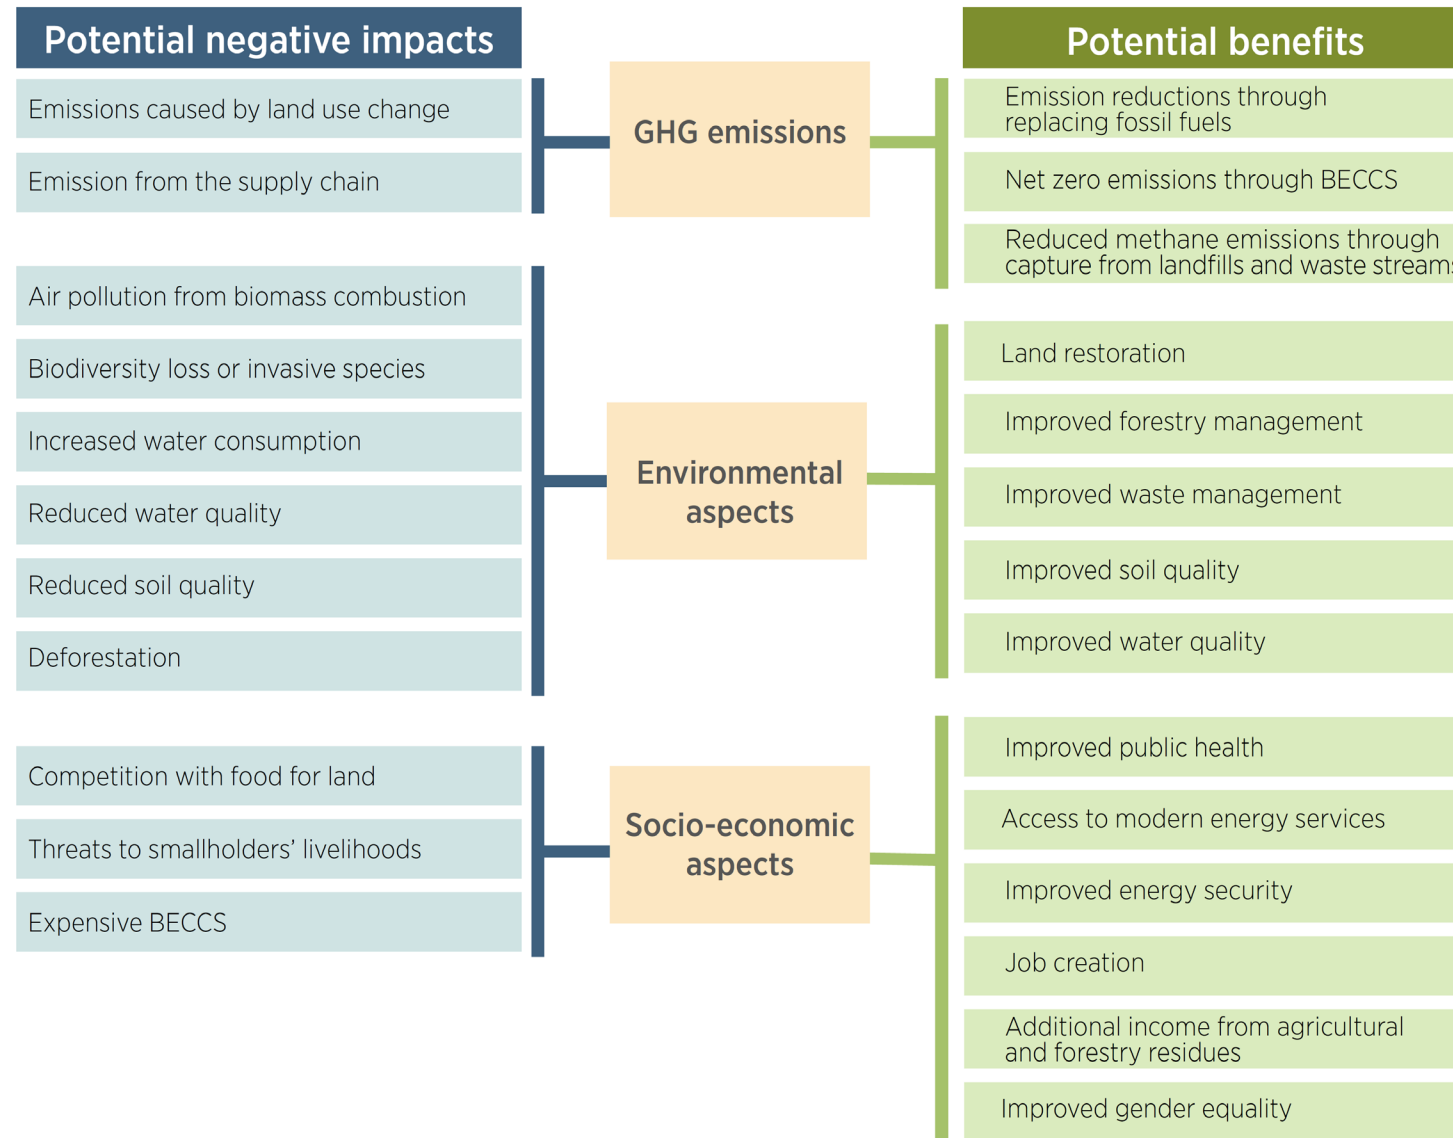 Potential negative impacts
Emissions caused by land use change
Emission from the supply chain
Air pollution from biomass combustion
Biodiversity loss or invasive species
Increased water consumption
Reduced water quality
Reduced soil quality
Deforestation
Competition with food for land
Threats to smallholders’ livelihoods
Expensive BECCS
GHG emissions
Environmental
aspects
Socio-economic
aspects
Potential benefits
Emission reductions through
replacing fossil fuels
Net zero emissions through BECCS
Reduced methane emissions through
capture from landfills and waste streams
Land restoration
Improved forestry management
Improved waste management
Improved soil quality
Improved water quality
Improved public health
Access to modern energy services
Improved energy security
Job creation
Additional income from agricultural
and forestry residues
Improved gender equality